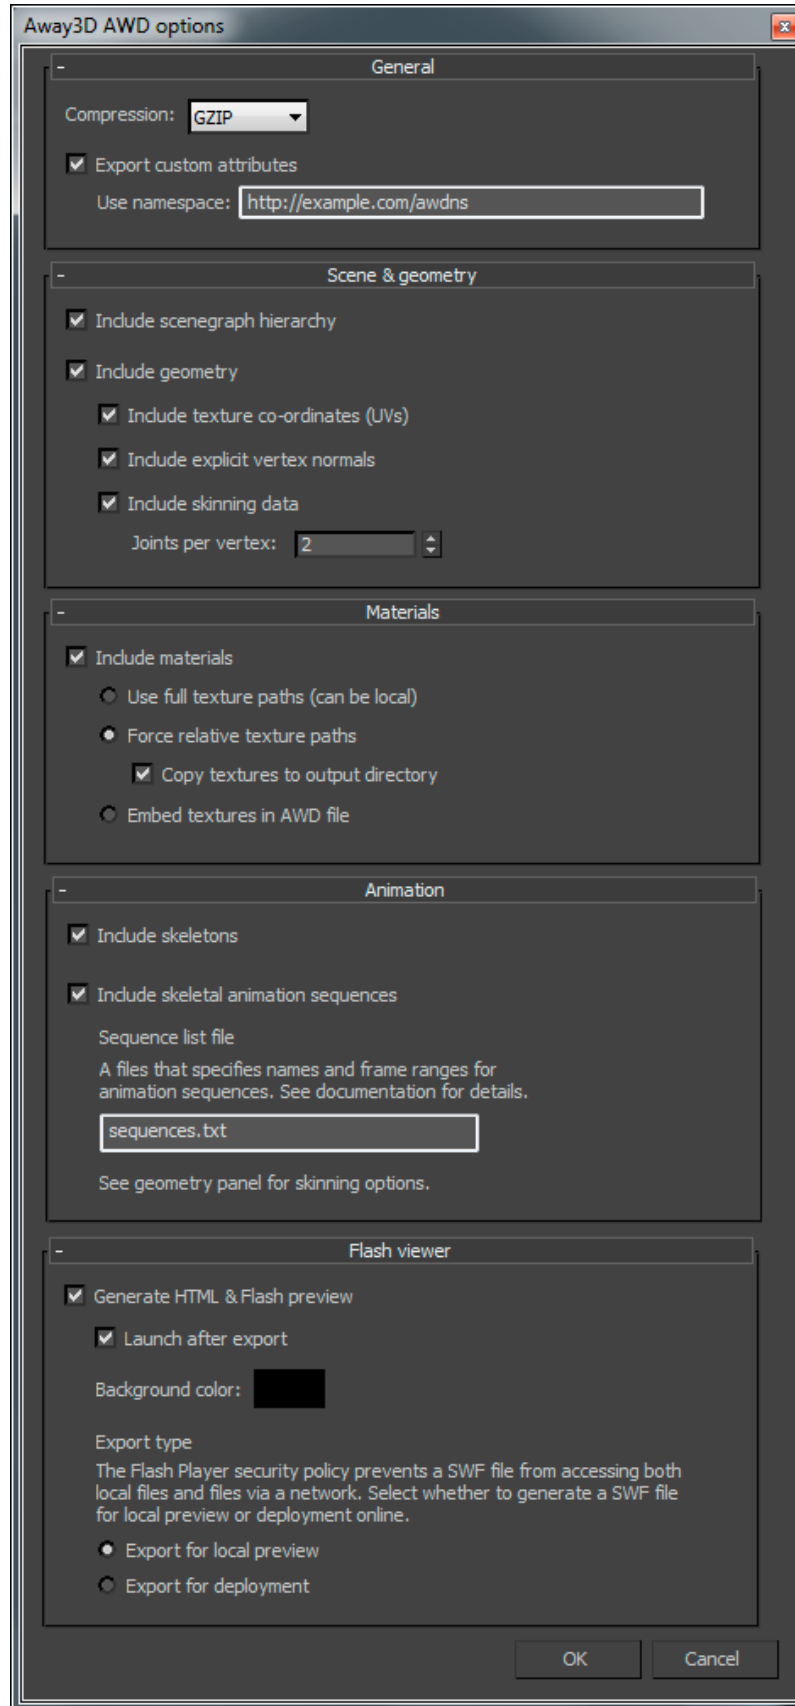 Away3D AWD options
x
- General
Compression: GZIP
Export custom attributes
Use namespace: http://example.com/awdns
- Scene & geometry
Include scenegraph hierarchy
Include geometry
Include texture co-ordinates (UVs)
Include explicit vertex normals
Include skinning data
Joints per vertex: 2
- Materials
Include materials
Use full texture paths (can be local)
Force relative texture paths
Copy textures to output directory
Embed textures in AWD file
- Animation
Include skeletons
Include skeletal animation sequences
Sequence list file
A files that specifies names and frame ranges for
animation sequences. See documentation for details.
sequences.txt
See geometry panel for skinning options.
- Flash viewer
Generate HTML & Flash preview
Launch after export
Background color:
Export type
The Flash Player security policy prevents a SWF file from accessing both
local files and files via a network. Select whether to generate a SWF file
for local preview or deployment online.
Export for local preview
Export for deployment
OK Cancel